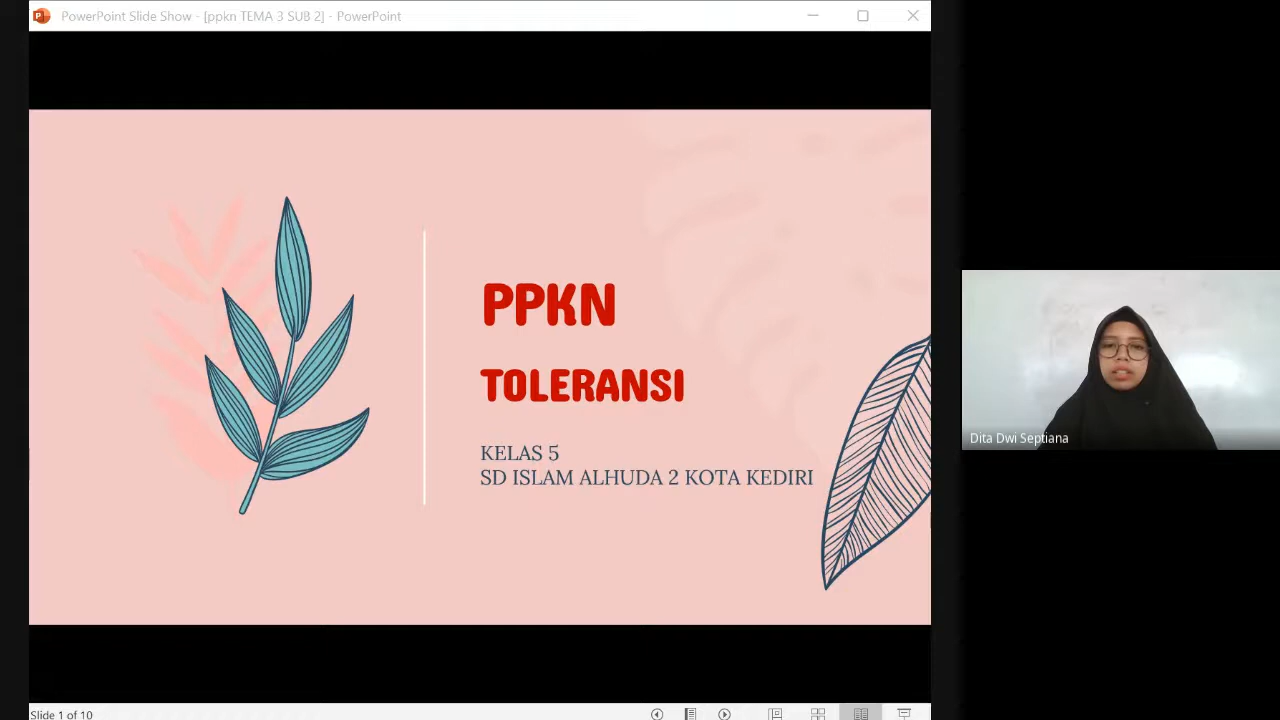 PowerPoint Slide Show - [ppkn TEMA 3 SUB 2] - PowerPoint
PPKN
TOLERANSI
KELAS 5
SD ISLAM ALHUDA 2 KOTA KEDIRI
Dita Dwi Septiana
Slide 1 of 10